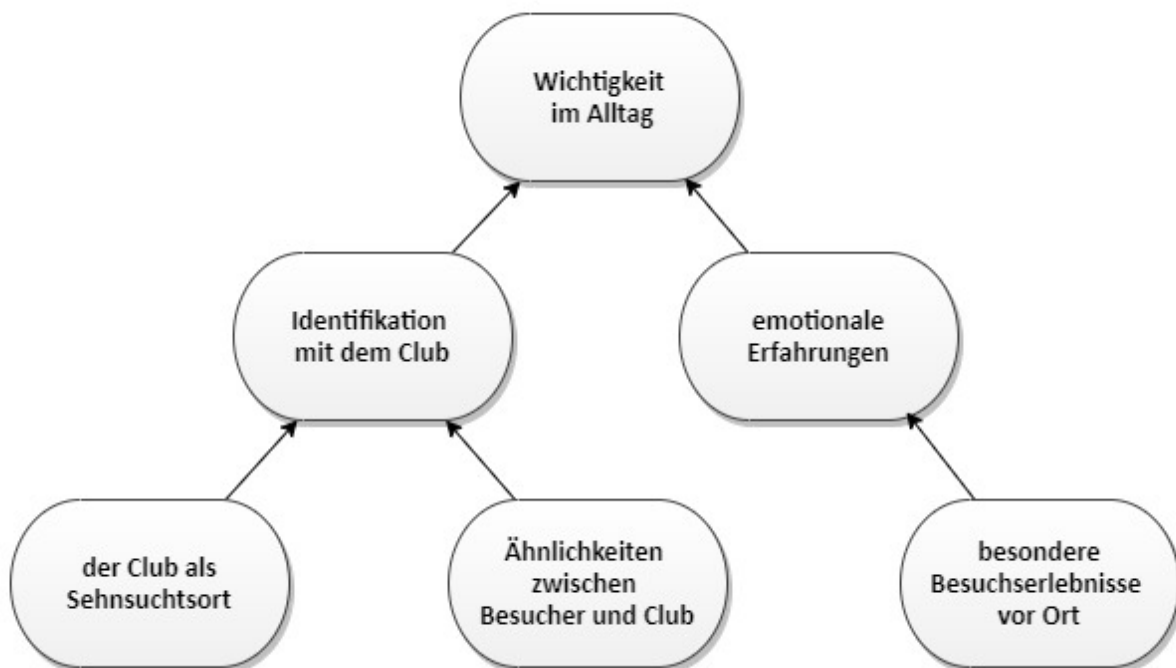 Wichtigkeit
im Alltag
Identifikation
mit dem Club
emotionale
Erfahrungen
der Club als
Sehnsuchtsort
Ähnlichkeiten
zwischen
Besucher und Club
besondere
Besuchserlebnisse
vor Ort